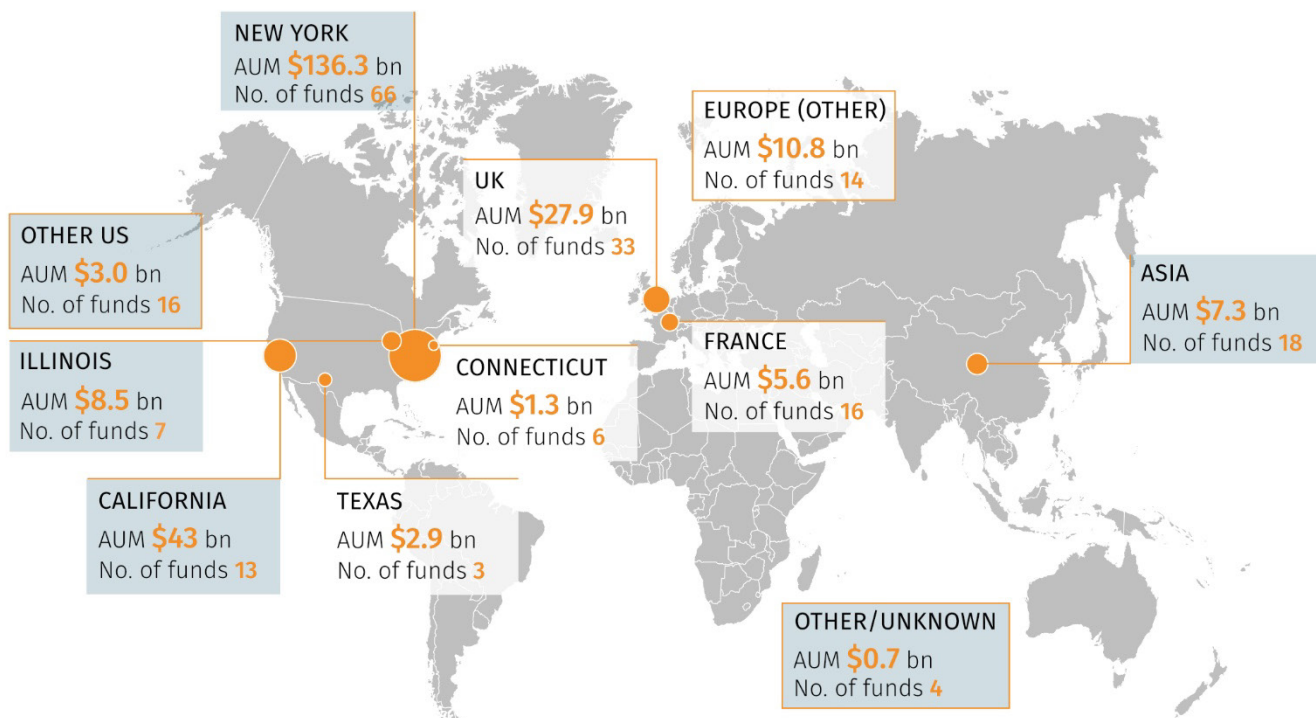 NEW YORK
AUM $136.3 bn
No. of funds 66
EUROPE (OTHER)
AUM $10.8 bn
No. of funds 14
UK
AUM $27.9 bn
No. of funds 33
OTHER US
AUM $3.0 bn
No. of funds 16
ASIA
AUM $7.3 bn
No. of funds 18
ILLINOIS
AUM $8.5 bn
No. of funds 7
CONNECTICUT
AUM $1.3 bn
No. of funds 6
FRANCE
AUM $5.6 bn
No. of funds 16
CALIFORNIA
AUM $43 bn
No. of funds 13
TEXAS
AUM $2.9 bn
No. of funds 3
OTHER/UNKNOWN
AUM $0.7 bn
No. of funds 4